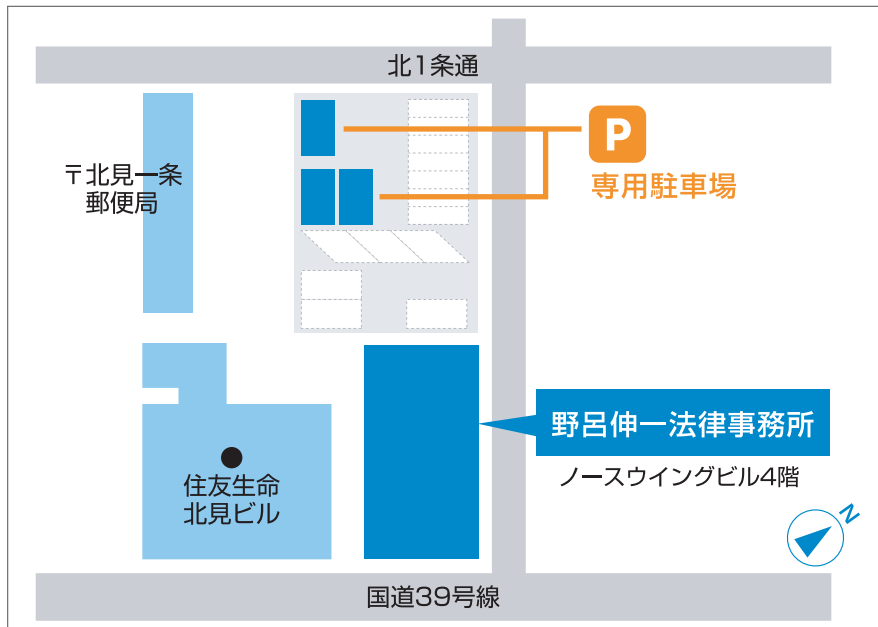 北1条通
〒北見一条
郵便局
P
専用駐車場
野呂伸一法律事務所
ノースウイングビル4階
住友生命
北見ビル
N
国道39号線